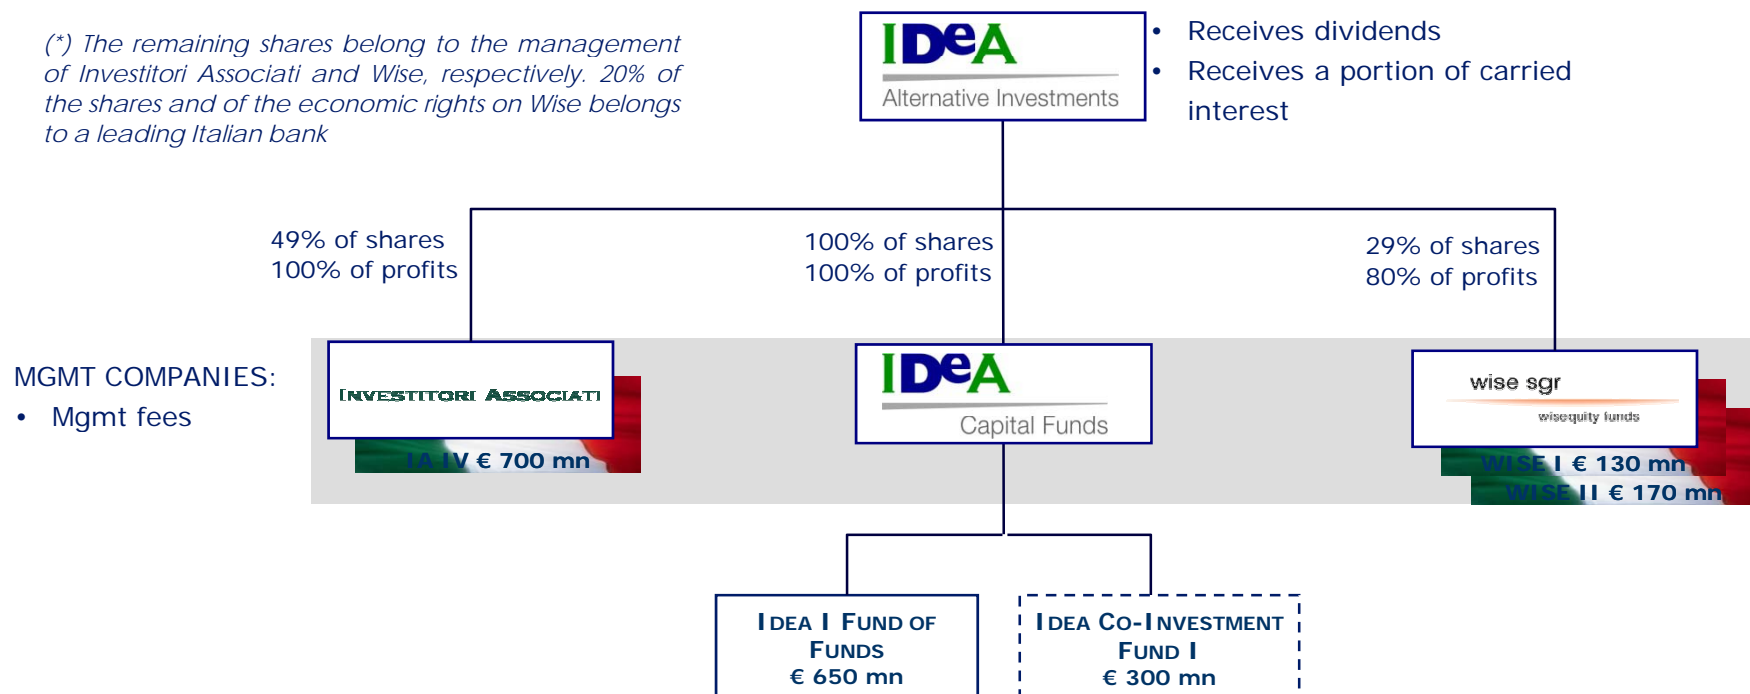 (*) The remaining shares belong to the management
of Investitori Associati and Wise, respectively. 20% of
the shares and of the economic rights on Wise belongs
to a leading Italian bank
IDeA
Alternative Investments
• Receives dividends
• Receives a portion of carried
interest
49% of shares
100% of profits
100% of shares
100% of profits
29% of shares
80% of profits
MGMT COMPANIES:
• Mgmt fees
INVESTITORI ASSOCIATI
IA IV € 700 mn
IDeA
Capital Funds
wise sgr
wisequity funds
WISE I € 130 mn
WISE II € 170 mn
IDEA I FUND OF
FUNDS
€ 650 mn
IDEA CO-INVESTMENT
FUND I
€ 300 mn